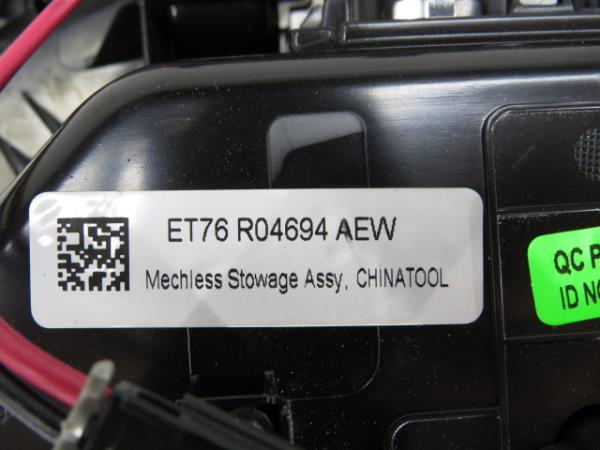 ET76 R04694 AEW
Mechless Stowage Assy, CHINATOOL
QC P
ID N